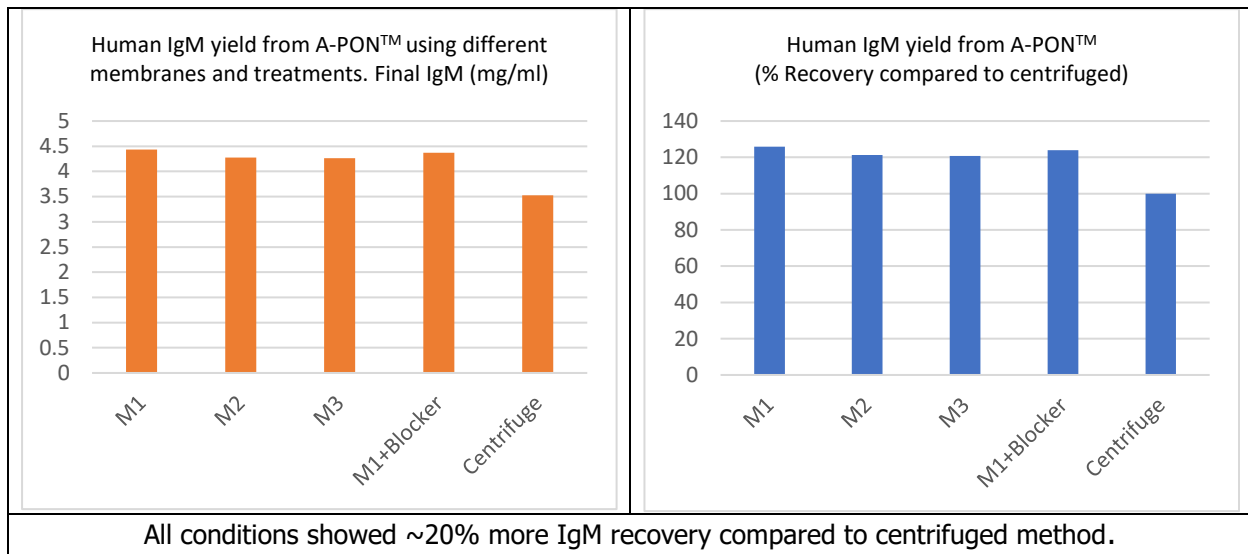 Human IgM yield from A-PON™ using different
membranes and treatments. Final IgM (mg/ml)
5
4.5
4
3.5
3
2.5
2
1.5
1
0.5
0
M1
M2
M3
M1+Blocker
Centrifuge
Human IgM yield from A-PON™
(% Recovery compared to centrifuged)
140
120
100
80
60
40
20
0
M1
M2
M3
M1+Blocker
Centrifuge
All conditions showed ~20% more IgM recovery compared to centrifuged method.